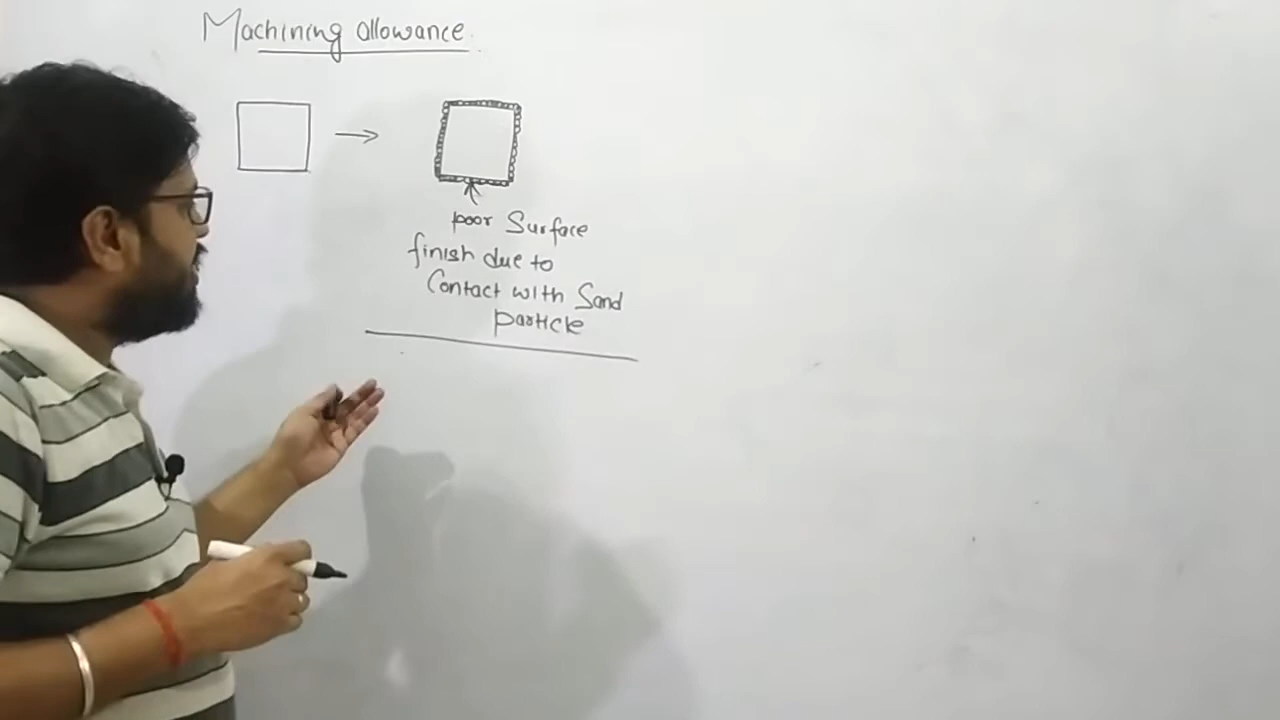 Machining allowance
poor Surface
finish due to
Contact with Sand
particle